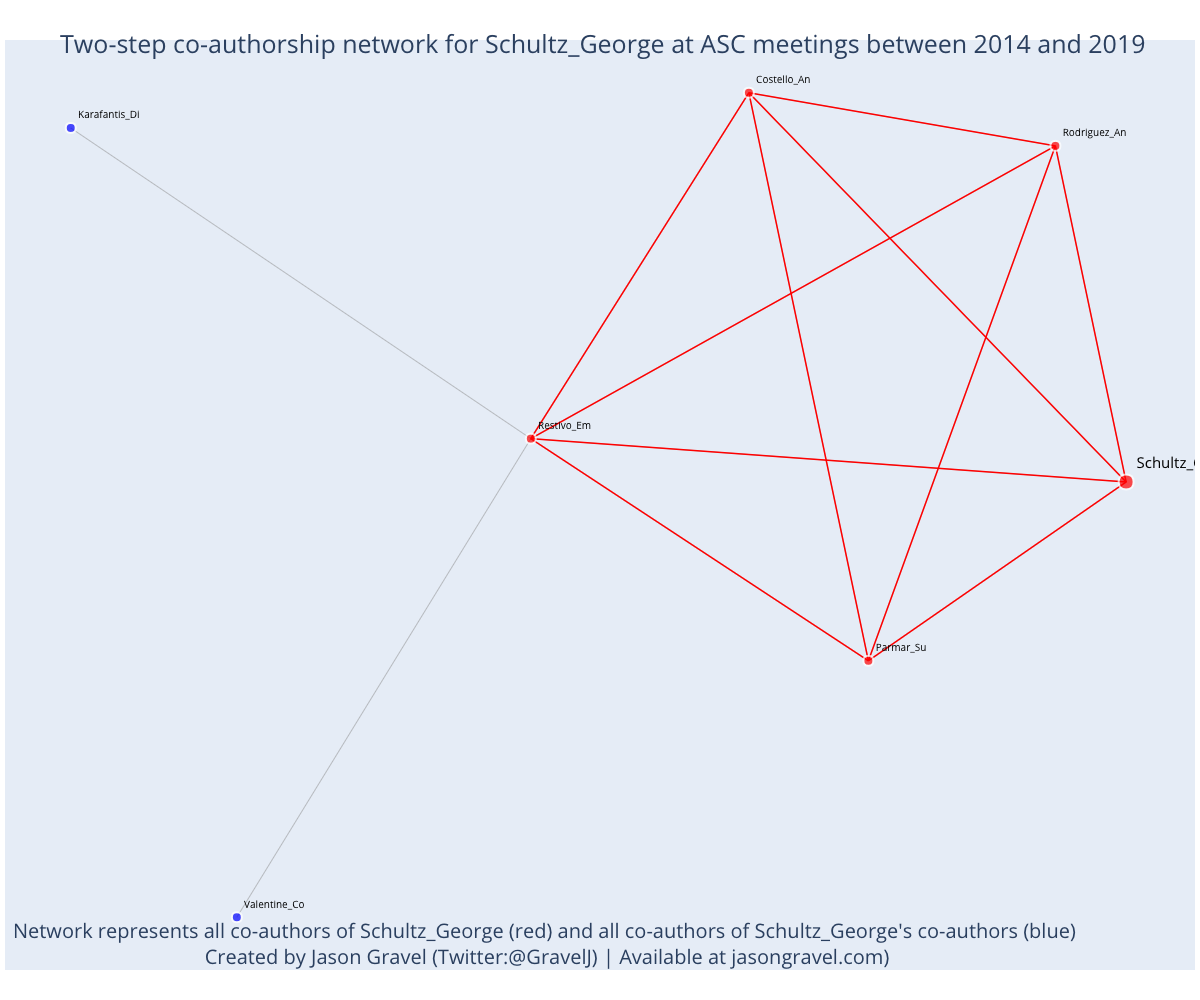 Two-step co-authorship network for Schultz_George at ASC meetings between 2014 and 2019
Costello_An
Karafantis_Di
Rodriguez_An
Restivo_Em
Schultz_
Parmar_Su
Valentine_Co
Network represents all co-authors of Schultz_George (red) and all co-authors of Schultz_George's co-authors (blue)
Created by Jason Gravel (Twitter:@GravelJ) | Available at jasongravel.com)